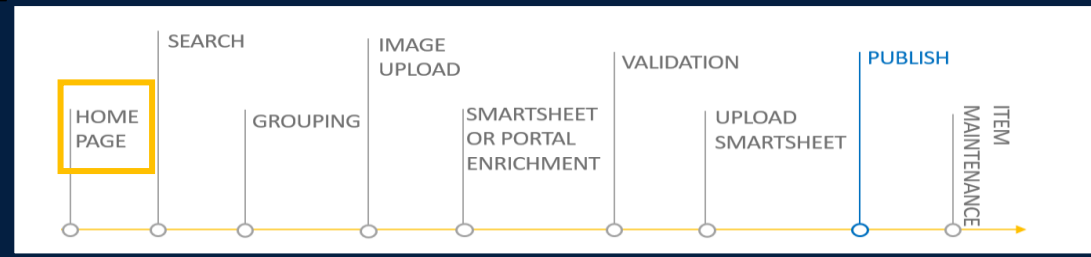 HOME
PAGE
SEARCH
GROUPING
IMAGE
UPLOAD
SMARTSHEET
OR PORTAL
ENRICHMENT
VALIDATION
UPLOAD
SMARTSHEET
PUBLISH
ITEM
MAINTENANCE